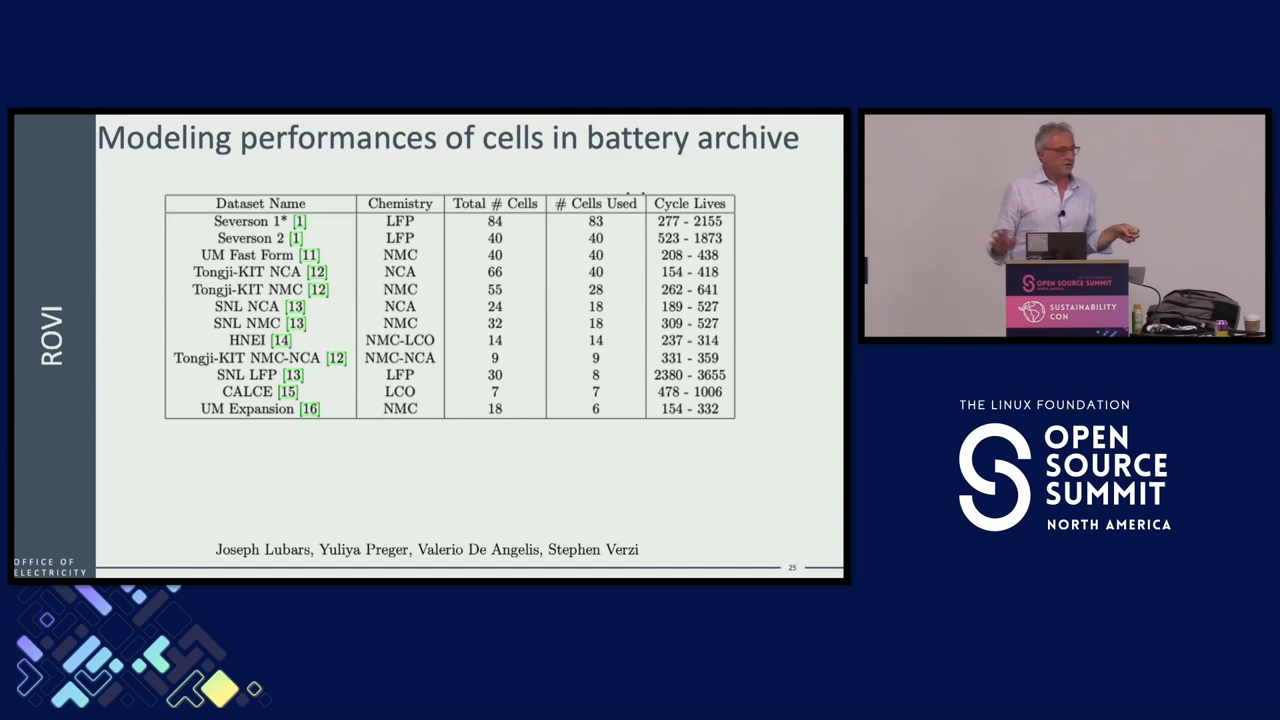 Modeling performances of cells in battery archive
Dataset Name Chemistry Total # Cells # Cells Used Cycle Lives
Severson 1* [1] LFP 84 83 277 - 2155
Severson 2 [1] LFP 40 40 523 - 1873
UM Fast Form [11] NMC 40 40 208 - 438
Tongji-KIT NCA [12] NCA 66 40 154 - 418
Tongji-KIT NMC [12] NMC 55 28 262 - 641
SNL NCA [13] NCA 24 18 189 - 527
SNL NMC [13] NMC 32 18 309 - 527
HNEI [14] NMC-LCO 14 14 237 - 314
Tongji-KIT NMC-NCA [12] NMC-NCA 9 9 331 - 359
SNL LFP [13] LFP 30 8 2380 - 3655
CALCE [15] LCO 7 7 478 - 1006
UM Expansion [16] NMC 18 6 154 - 332
Joseph Lubars, Yuliya Preger, Valerio De Angelis, Stephen Verzi
25
ROVI
OFFICE OF
ELECTRICITY
OPEN SOURCE SUMMIT
NORTH AMERICA
SUSTAINABILITY
CON
THE LINUX FOUNDATION
OPEN
SOURCE
SUMMIT
NORTH AMERICA